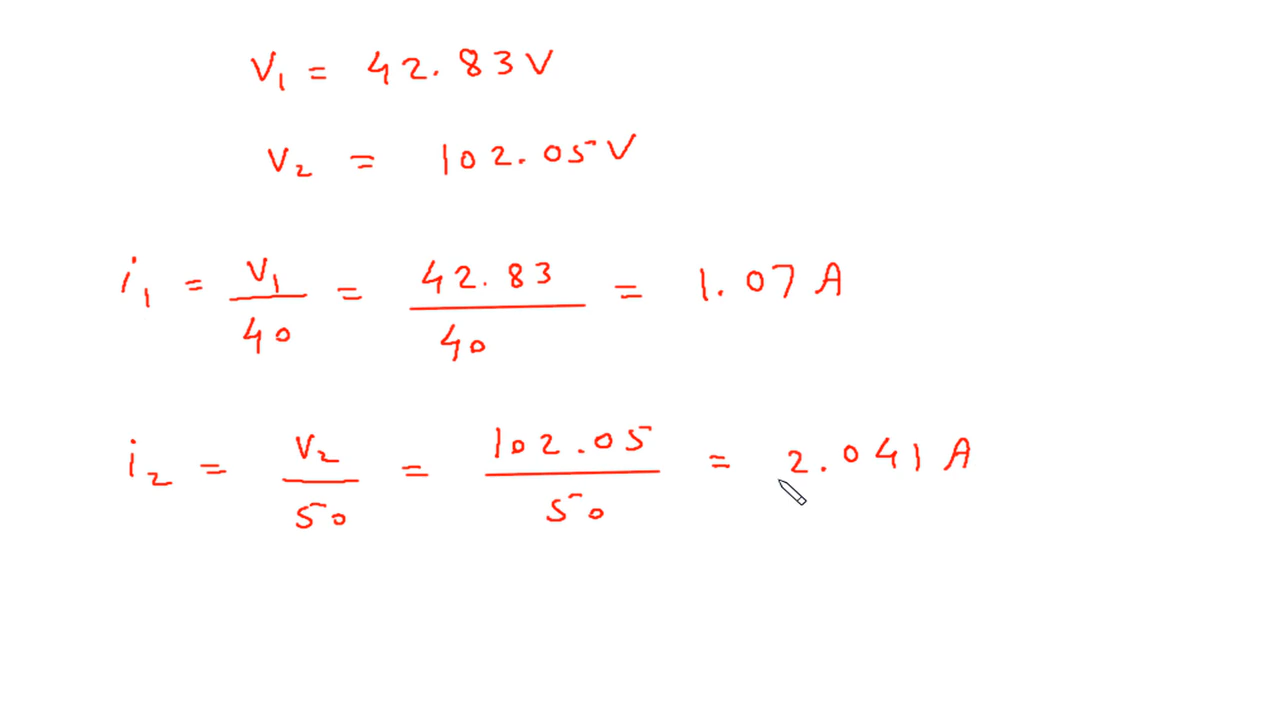 V₁ = 42.83V
V₂ = 102.05V
i₁ = V₁/40 = 42.83/40 = 1.07 A
i₂ = V₂/50 = 102.05/50 = 2.041 A